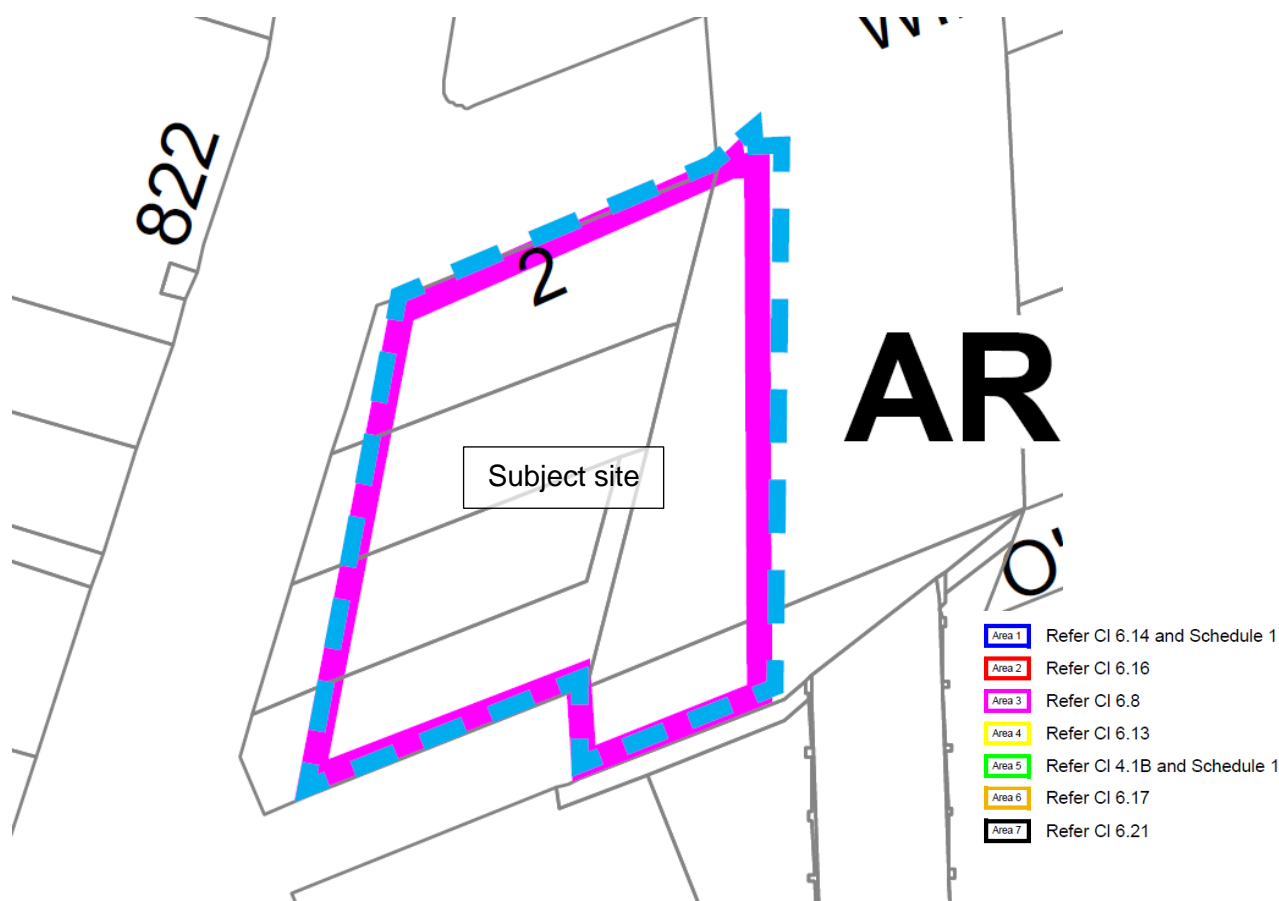 822
2
AR
Subject site
Area 1 Refer Cl 6.14 and Schedule 1
Area 2 Refer Cl 6.16
Area 3 Refer Cl 6.8
Area 4 Refer Cl 6.13
Area 5 Refer Cl 4.1B and Schedule 1
Area 6 Refer Cl 6.17
Area 7 Refer Cl 6.21